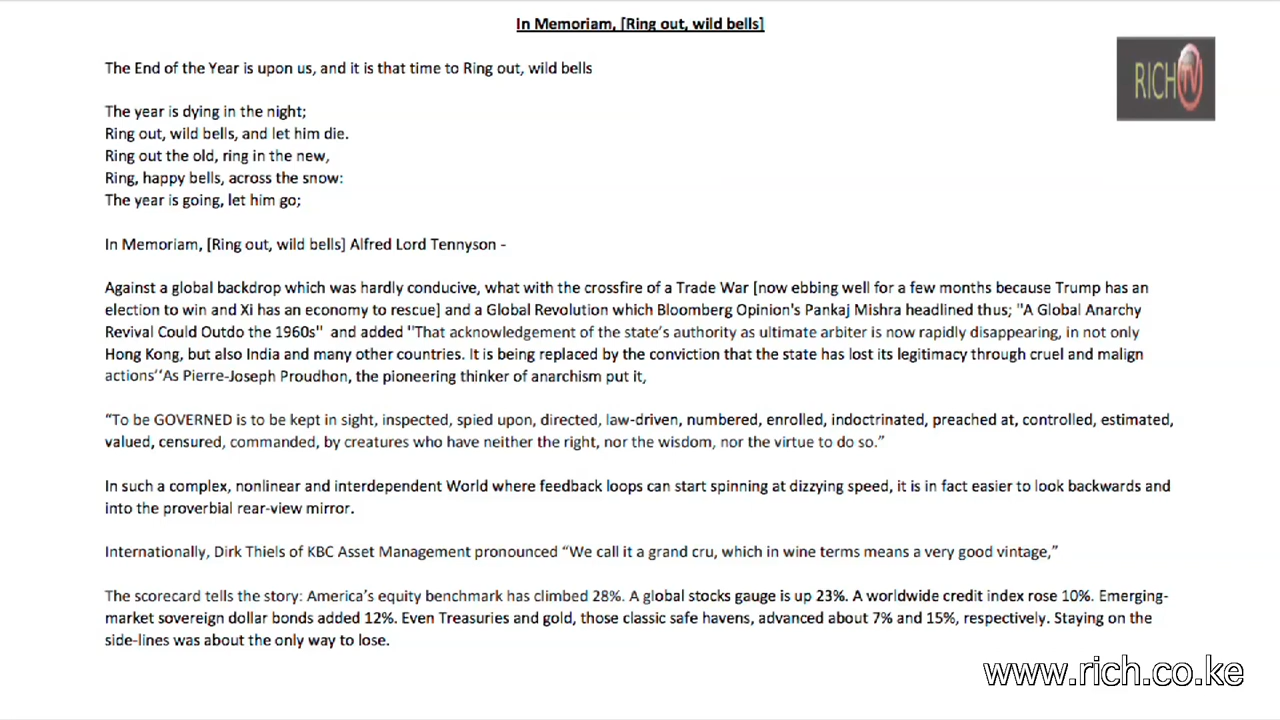 In Memoriam, [Ring out, wild bells]
The End of the Year is upon us, and it is that time to Ring out, wild bells
RICH TV
The year is dying in the night;
Ring out, wild bells, and let him die.
Ring out the old, ring in the new,
Ring, happy bells, across the snow:
The year is going, let him go;
In Memoriam, [Ring out, wild bells] Alfred Lord Tennyson -
Against a global backdrop which was hardly conducive, what with the crossfire of a Trade War [now ebbing well for a few months because Trump has an
election to win and Xi has an economy to rescue] and a Global Revolution which Bloomberg Opinion's Pankaj Mishra headlined thus; "A Global Anarchy
Revival Could Outdo the 1960s" and added "That acknowledgement of the state’s authority as ultimate arbiter is now rapidly disappearing, in not only
Hong Kong, but also India and many other countries. It is being replaced by the conviction that the state has lost its legitimacy through cruel and malign
actions‘‘As Pierre-Joseph Proudhon, the pioneering thinker of anarchism put it,
“To be GOVERNED is to be kept in sight, inspected, spied upon, directed, law-driven, numbered, enrolled, indoctrinated, preached at, controlled, estimated,
valued, censured, commanded, by creatures who have neither the right, nor the wisdom, nor the virtue to do so.”
In such a complex, nonlinear and interdependent World where feedback loops can start spinning at dizzying speed, it is in fact easier to look backwards and
into the proverbial rear-view mirror.
Internationally, Dirk Thiels of KBC Asset Management pronounced “We call it a grand cru, which in wine terms means a very good vintage,”
The scorecard tells the story: America’s equity benchmark has climbed 28%. A global stocks gauge is up 23%. A worldwide credit index rose 10%. Emerging-
market sovereign dollar bonds added 12%. Even Treasuries and gold, those classic safe havens, advanced about 7% and 15%, respectively. Staying on the
side-lines was about the only way to lose.
www.rich.co.ke